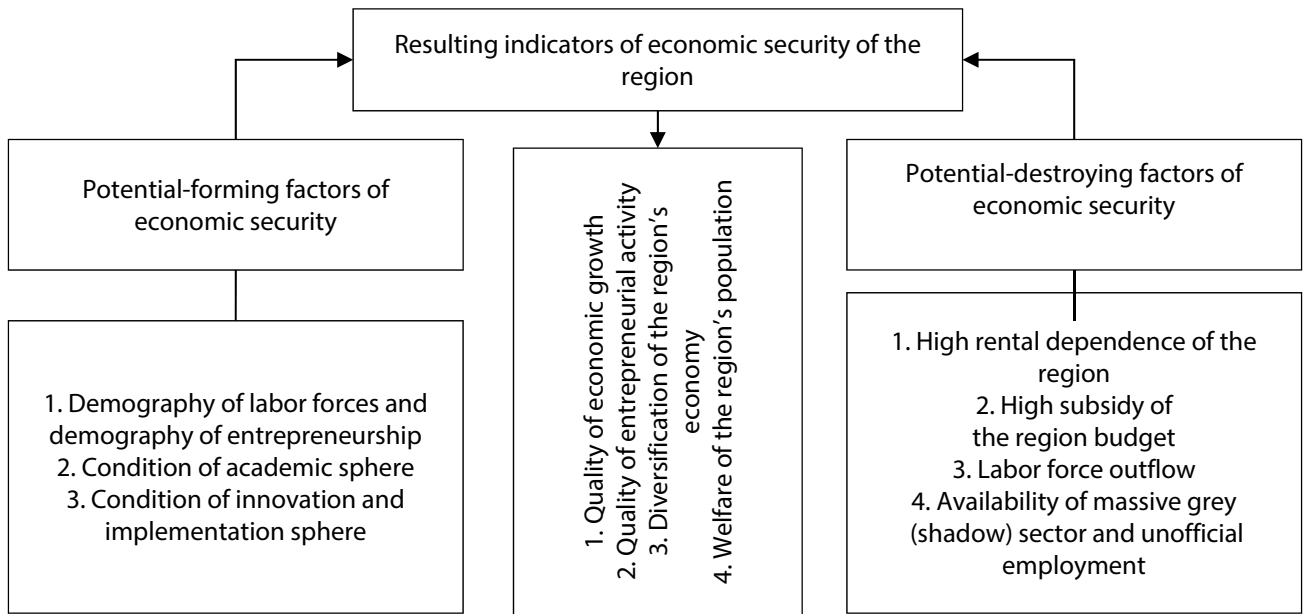 Resulting indicators of economic security of the
region
Potential-forming factors of
economic security
Potential-destroying factors of
economic security
1. Demography of labor forces and
demography of entrepreneurship
2. Condition of academic sphere
3. Condition of innovation and
implementation sphere
1. Quality of economic growth
2. Quality of entrepreneurial activity
3. Diversification of the region’s
economy
4. Welfare of the region’s population
1. High rental dependence of the
region
2. High subsidy of
the region budget
3. Labor force outflow
4. Availability of massive grey
(shadow) sector and unofficial
employment